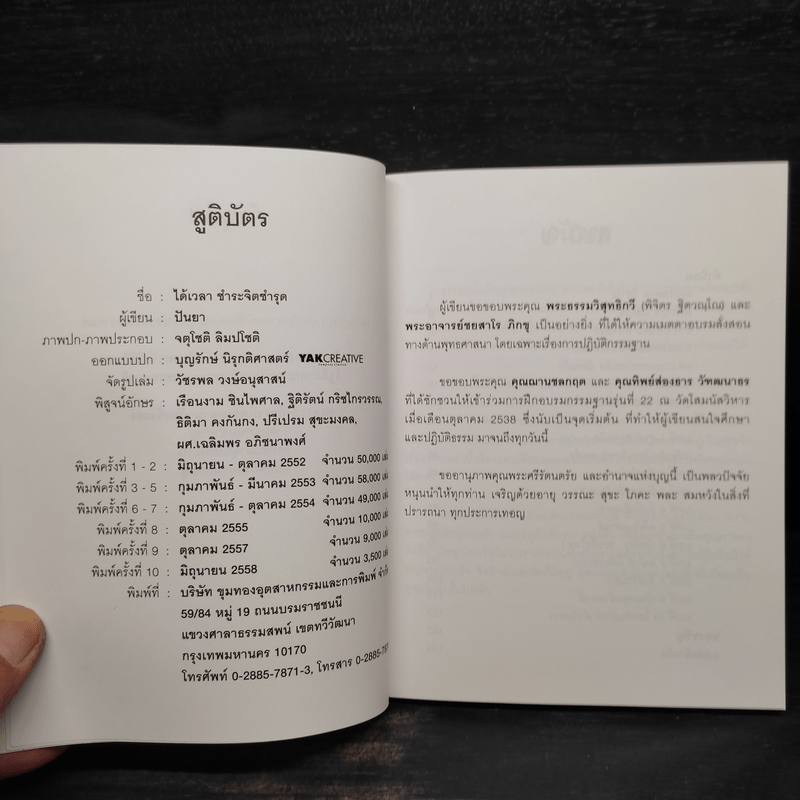 สูติบัตร
ชื่อ : ได้เวลา ชำระจิตชำรุด
ผู้เขียน : ปันยา
ภาพปก-ภาพประกอบ : จตุโชติ ลิมปโชติ
ออกแบบปก : บุญรักษ์ นิรุกติศาสตร์ YAKCREATIVE
จัดรูปเล่ม : วัชรพล วงษ์อนุสาสน์
พิสูจน์อักษร : เรือนงาม ชินไพศาล, ฐิติรัตน์ กริชไกรวรรณ,
ธิติมา คงกันกง, ปรีเปรม สุขะมงคล,
ผศ.เฉลิมพร อภิชนาพงศ์
พิมพ์ครั้งที่ 1 - 2 : มิถุนายน - ตุลาคม 2552 จำนวน 50,000
พิมพ์ครั้งที่ 3 - 5 : กุมภาพันธ์ - มีนาคม 2553 จำนวน 58,000
พิมพ์ครั้งที่ 6 - 7 : กุมภาพันธ์ - ตุลาคม 2554 จำนวน 49,000
พิมพ์ครั้งที่ 8 : ตุลาคม 2555 จำนวน 10,000
พิมพ์ครั้งที่ 9 : ตุลาคม 2557 จำนวน 9,000
พิมพ์ครั้งที่ 10 : มิถุนายน 2558 จำนวน 3,500
พิมพ์ที่ : บริษัท ขุมทองอุตสาหกรรมและการพิมพ์
59/84 หมู่ 19 ถนนบรมราชชนนี
แขวงศาลาธรรมสพน์ เขตทวีวัฒนา
กรุงเทพมหานคร 10170
โทรศัพท์ 0-2885-7871-3, โทรสาร
ผู้เขียนขอขอบพระคุณ พระธรรมวิสุทธิกวี (พิจิตร ฐิตวณฺโณ) และ
พระอาจารย์ชยสาโร ภิกขุ เป็นอย่างยิ่ง ที่ได้ให้ความเมตตาอบรมสั่งสอน
ทางด้านพุทธศาสนา โดยเฉพาะเรื่องการปฏิบัติกรรมฐาน
ขอขอบพระคุณ คุณฌานชลกฤต และ คุณทิพย์ส่องธาร วัฑฒนาธร
ที่ได้ชักชวนให้เข้าร่วมการฝึกอบรมกรรมฐานรุ่นที่ 22 ณ วัดโสมนัสวิหาร
เมื่อเดือนตุลาคม 2538 ซึ่งนับเป็นจุดเริ่มต้น ที่ทำให้ผู้เขียนสนใจศึกษา
และปฏิบัติธรรม มาจนถึงทุกวันนี้
ขออานุภาพคุณพระศรีรัตนตรัย และอำนาจแห่งบุญนี้ เป็นพลวปัจจัย
หนุนนำให้ทุกท่าน เจริญด้วยอายุ วรรณะ สุขะ โภคะ พละ สมหวังในสิ่งที่
ปรารถนา ทุกประการเทอญ